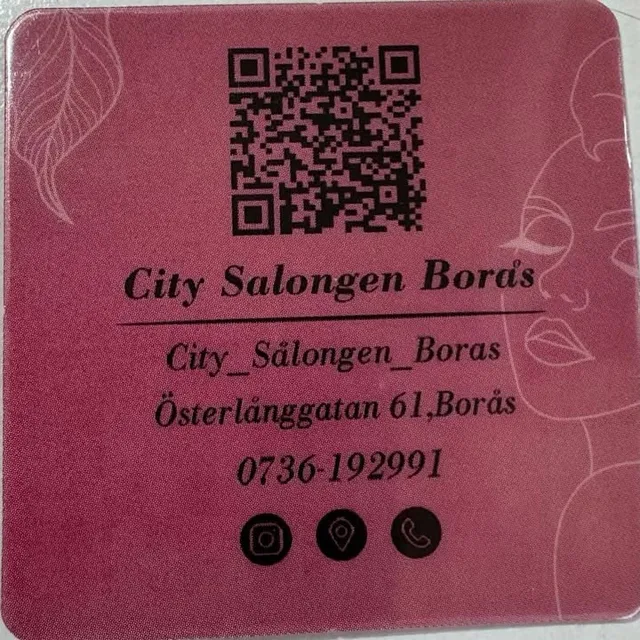 City Salongen Borås
City_Sålongen_Boras
Österlånggatan 61,Borås
0736-192991